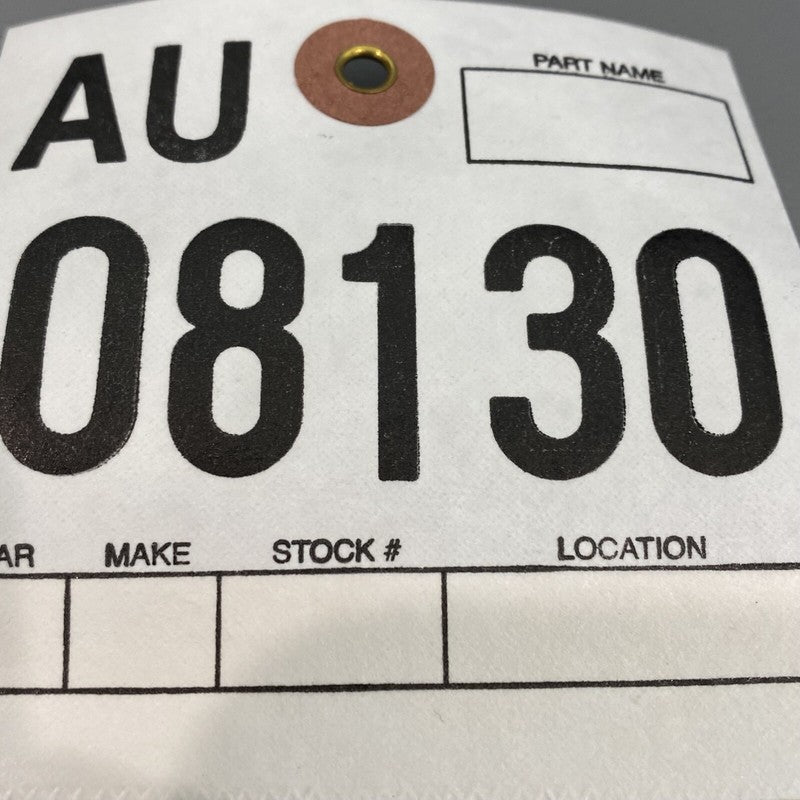 AU
PART NAME
08130
AR MAKE STOCK # LOCATION